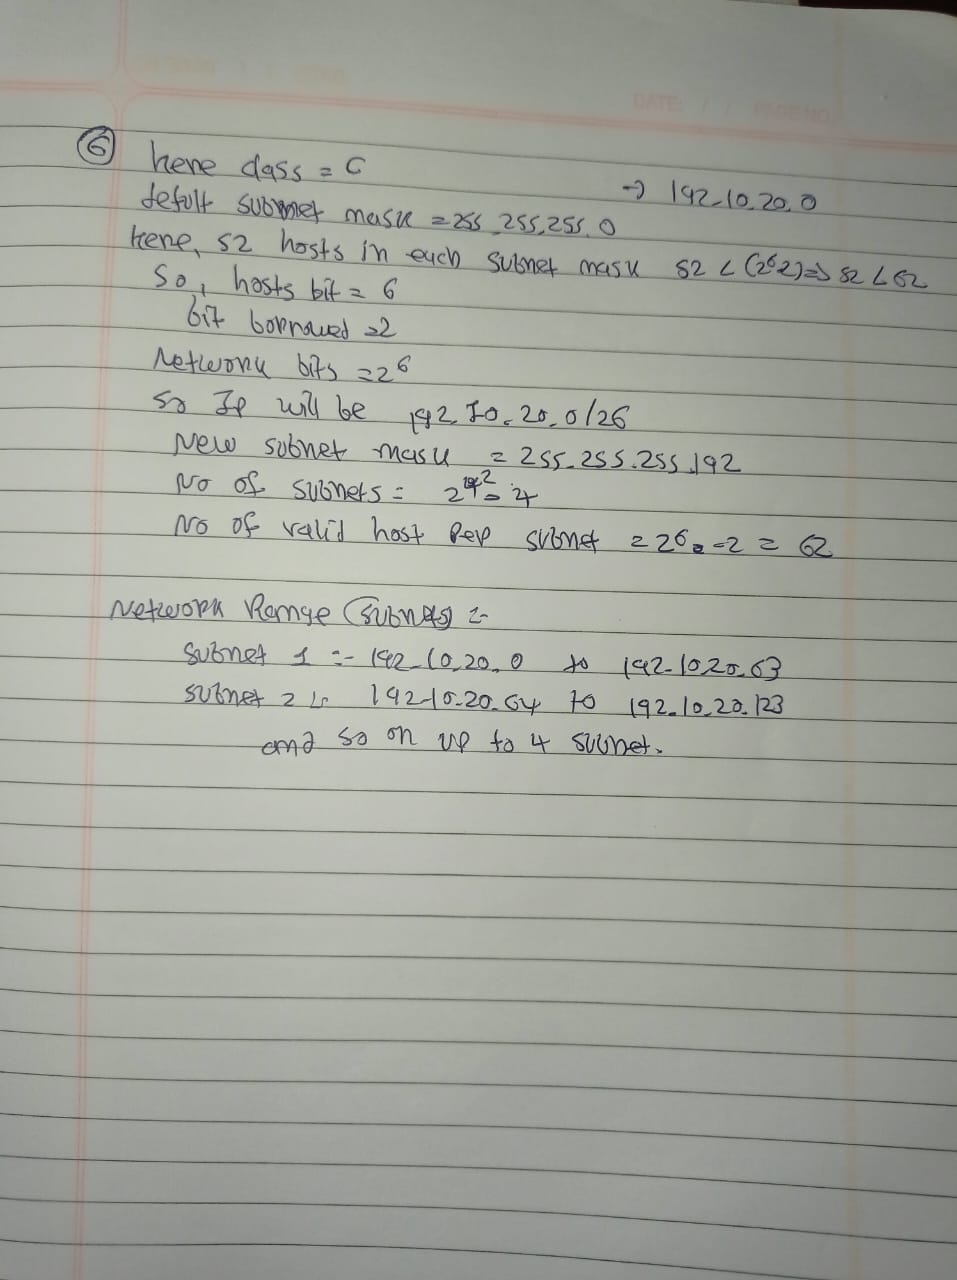 DATE: / / PAGE NO
6 here class = C → 192.10.20.0
defult subnet mask = 255.255.255.0
here, 52 hosts in each subnet mask 52 < (2^6-2) => 52 < 62
so, hosts bit = 6
bit borrowed = 2
Network bits = 26
so Ip will be 192.10.20.0/26
New subnet mask = 255.255.255.192
No of subnets = 2^2 = 4
No of valid host Per subnet = 2^6 - 2 = 62
Network Range (subnets) :-
subnet 1 :- 192.10.20.0 to 192.10.20.63
subnet 2 :- 192.10.20.64 to 192.10.20.123
and so on up to 4 subnet.